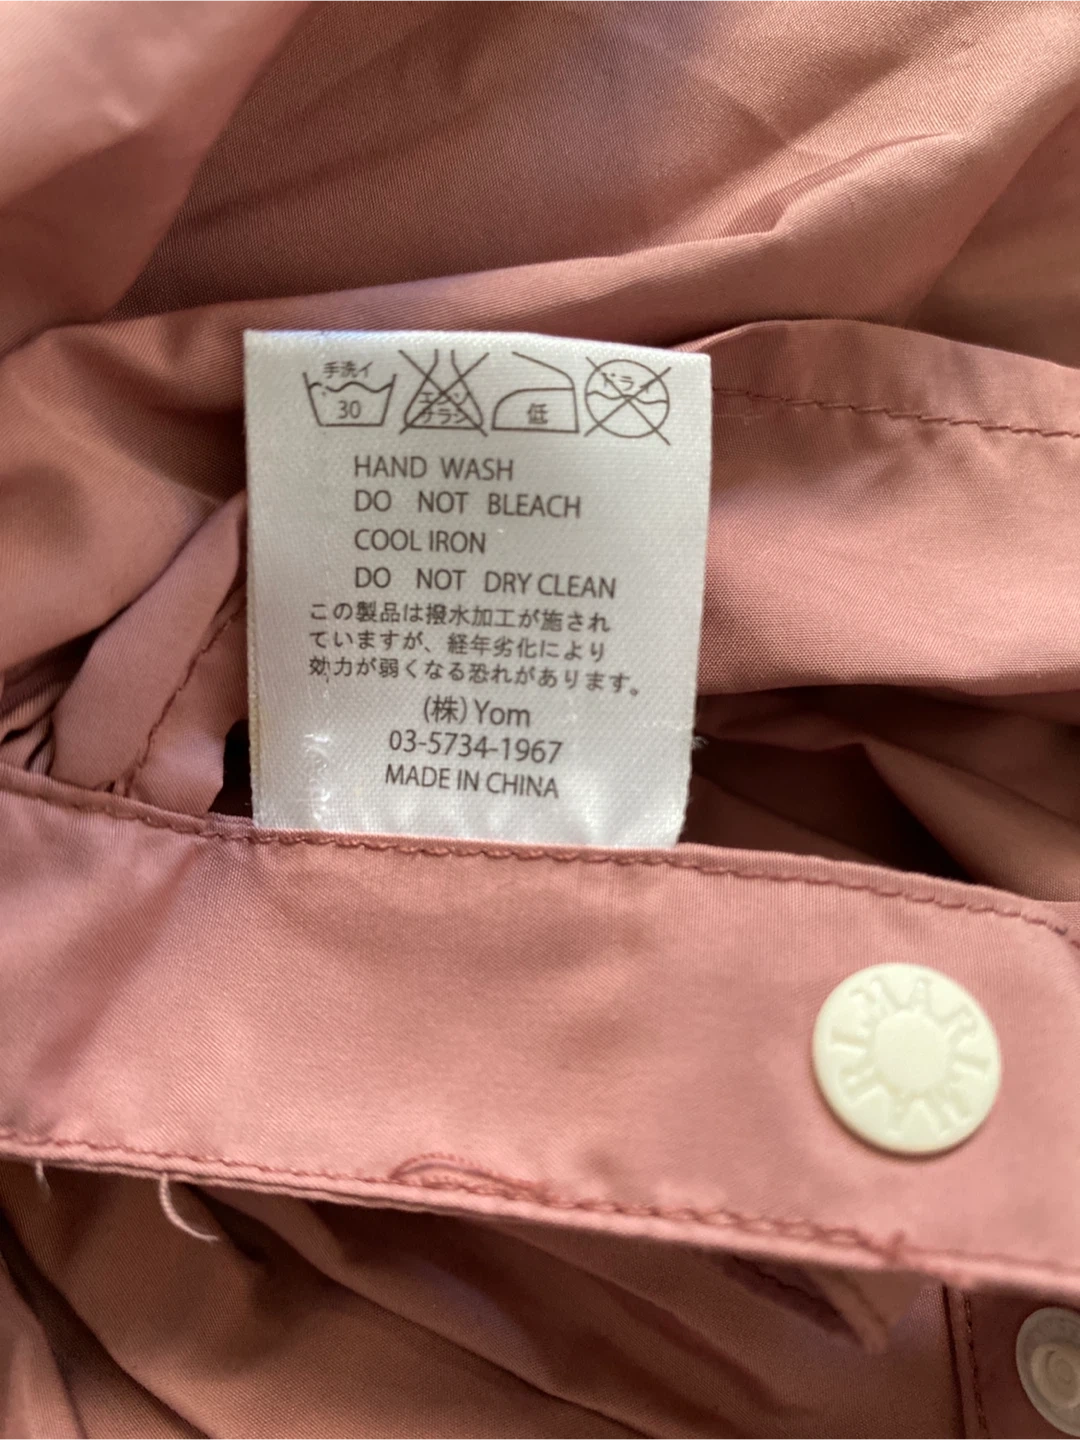 手洗イ
30
エンソ
サラシ
低
ドライ
HAND WASH
DO NOT BLEACH
COOL IRON
DO NOT DRY CLEAN
この製品は撥水加工が施され
ていますが、経年劣化により
効力が弱くなる恐れがあります。
(株)Yom
03-5734-1967
MADE IN CHINA
MARLMARL